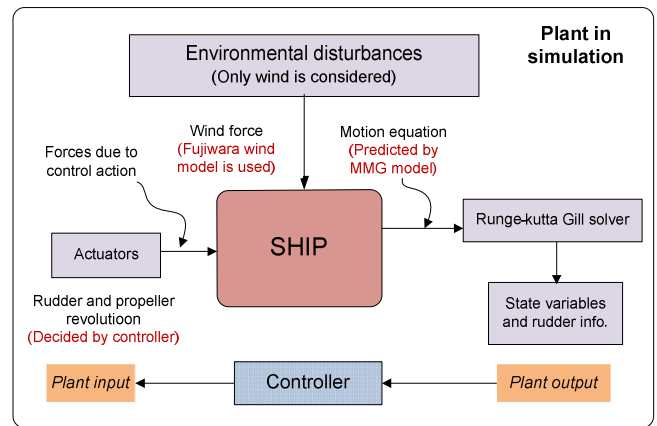 Plant in
simulation
Environmental disturbances
(Only wind is considered)
Wind force
(Fujiwara wind
model is used)
Motion equation
(Predicted by
MMG model)
Forces due to
control action
SHIP
Runge-kutta Gill solver
Actuators
Rudder and propeller
revolutioon
(Decided by controller)
State variables
and rudder info.
Plant input
Controller
Plant output